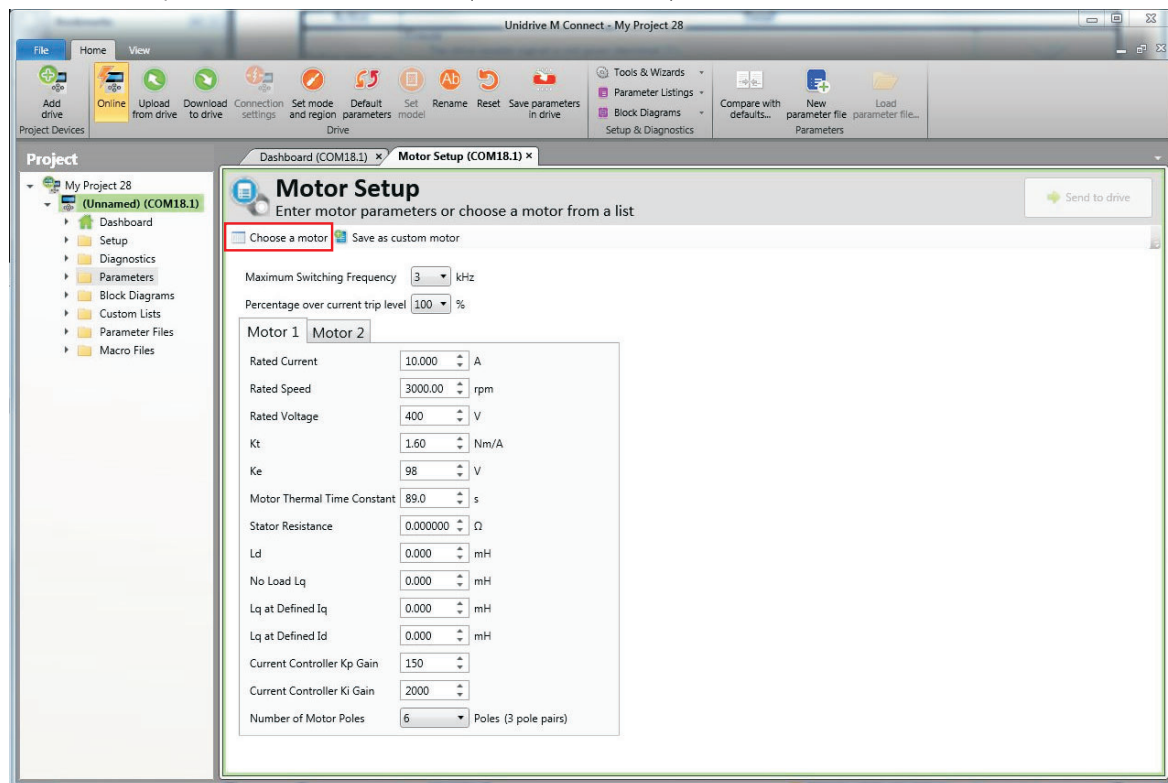 Unidrive M Connect - My Project 28
File Home View
Add drive
Online
Upload from drive
Download to drive
Connection settings
Set mode and region
Default parameters
Set model
Rename
Reset
Save parameters in drive
Tools & Wizards
Parameter Listings
Block Diagrams
Compare with defaults...
New parameter file
Load parameter file...
Project Devices
Drive
Setup & Diagnostics
Parameters
Project
My Project 28
(Unnamed) (COM18.1)
Dashboard
Setup
Diagnostics
Parameters
Block Diagrams
Custom Lists
Parameter Files
Macro Files
Dashboard (COM18.1) × Motor Setup (COM18.1) ×
Motor Setup
Enter motor parameters or choose a motor from a list
Send to drive
Choose a motor Save as custom motor
Maximum Switching Frequency 3 kHz
Percentage over current trip level 100 %
Motor 1 Motor 2
Rated Current 10.000 A
Rated Speed 3000.00 rpm
Rated Voltage 400 V
Kt 1.60 Nm/A
Ke 98 V
Motor Thermal Time Constant 89.0 s
Stator Resistance 0.000000 Ω
Ld 0.000 mH
No Load Lq 0.000 mH
Lq at Defined Iq 0.000 mH
Lq at Defined Id 0.000 mH
Current Controller Kp Gain 150
Current Controller Ki Gain 2000
Number of Motor Poles 6 Poles (3 pole pairs)